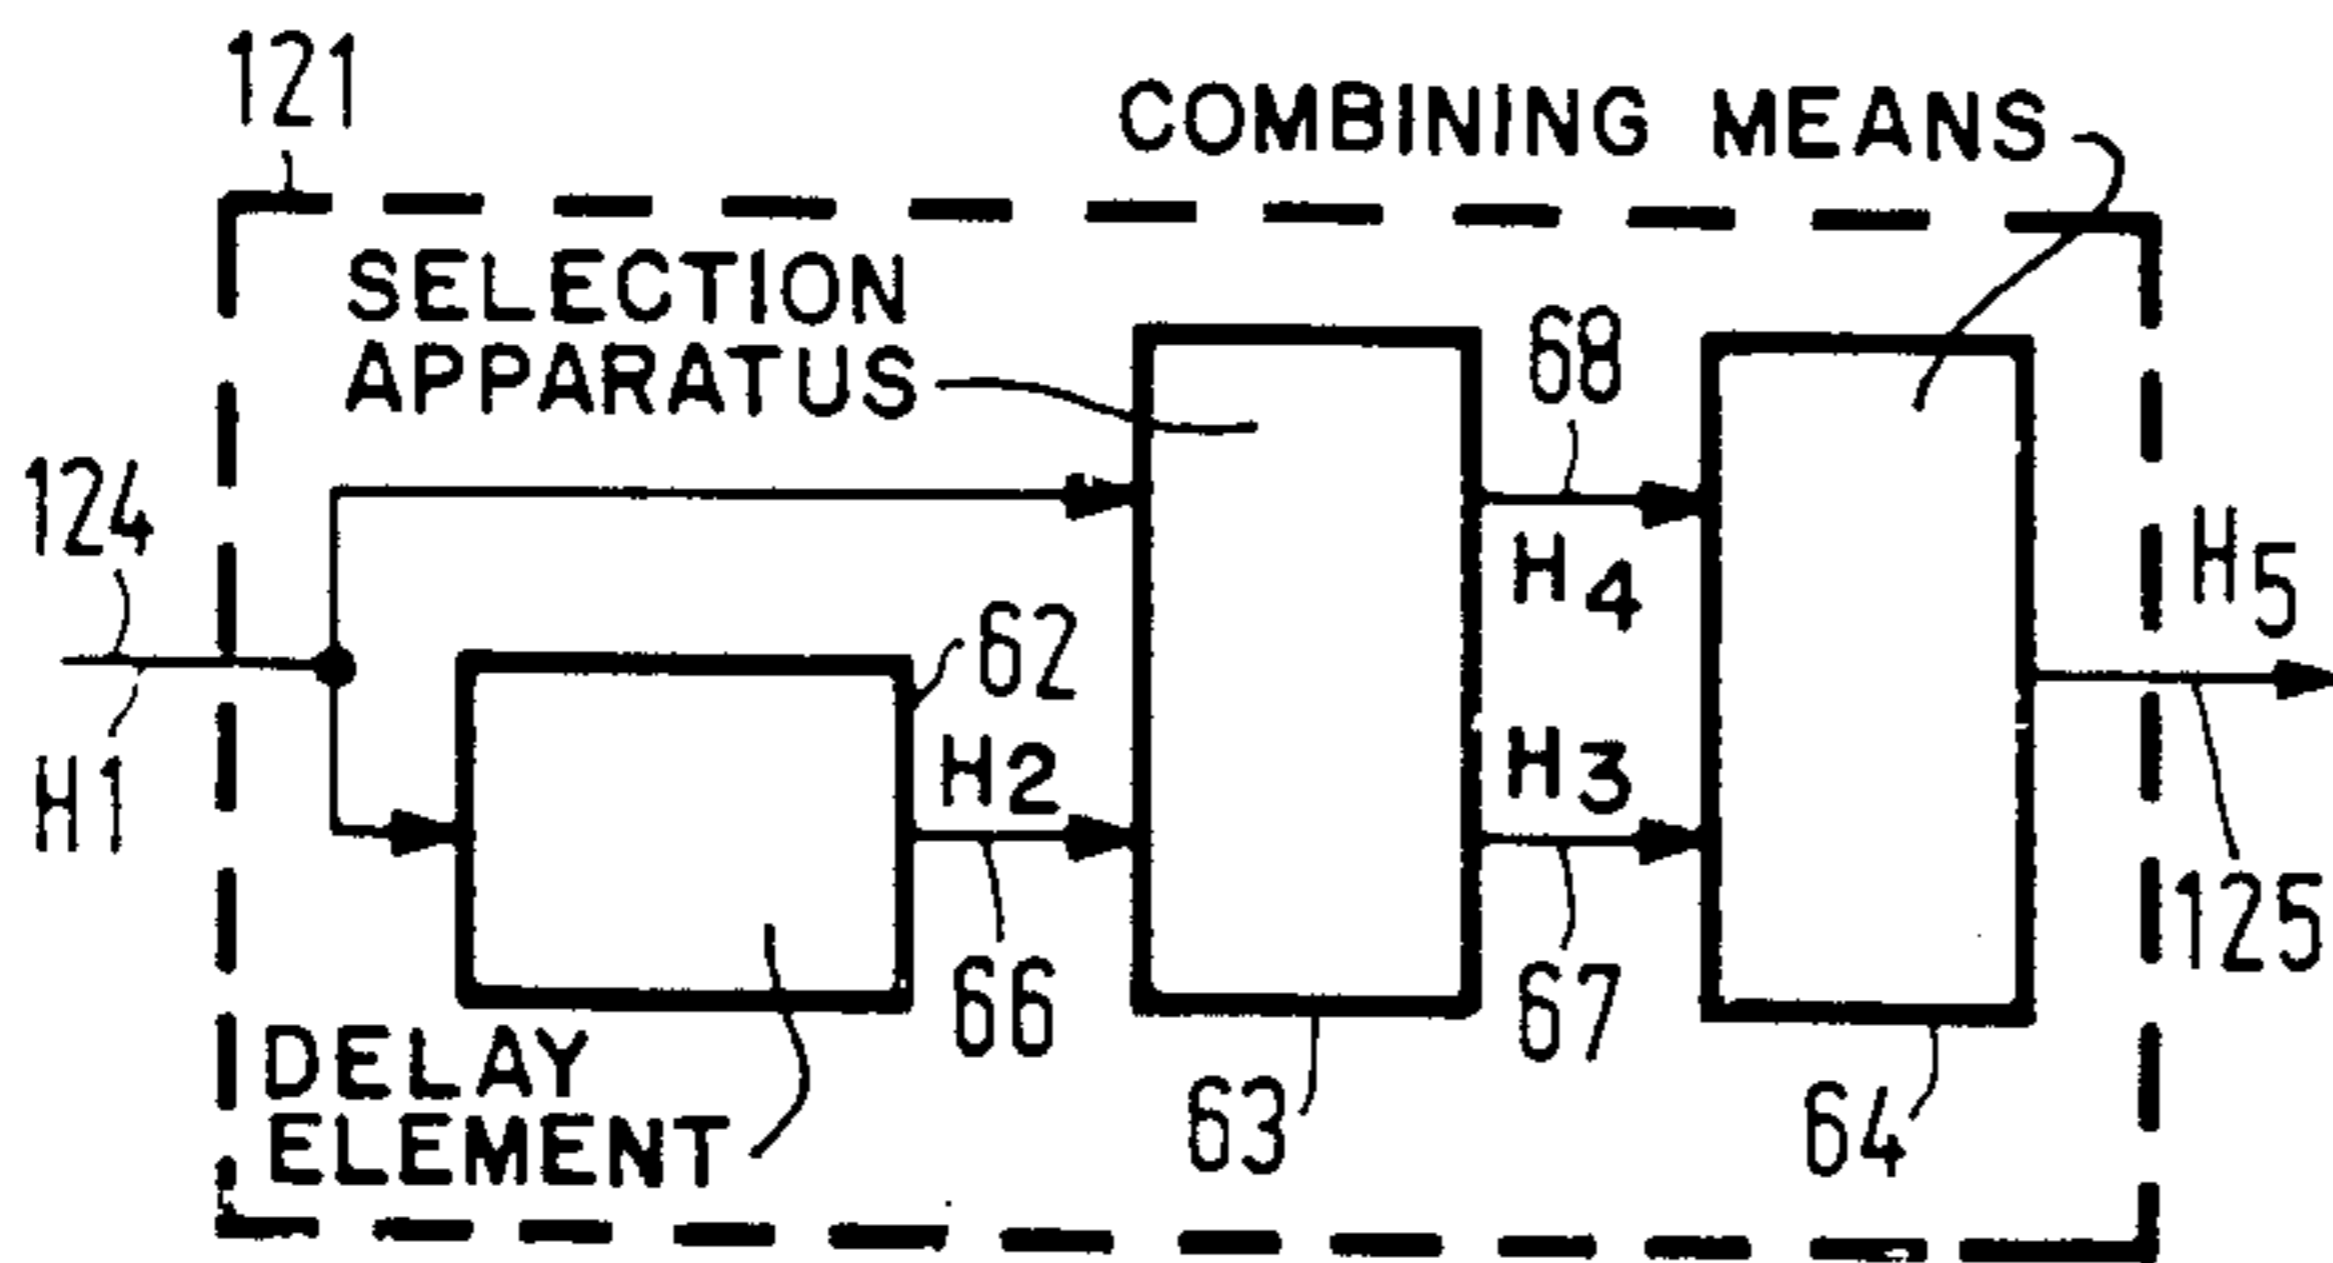 121
COMBINING MEANS
SELECTION
APPARATUS
68
124
H4
H5
62
H1
H2
H3
66
67
125
DELAY
ELEMENT
63
64